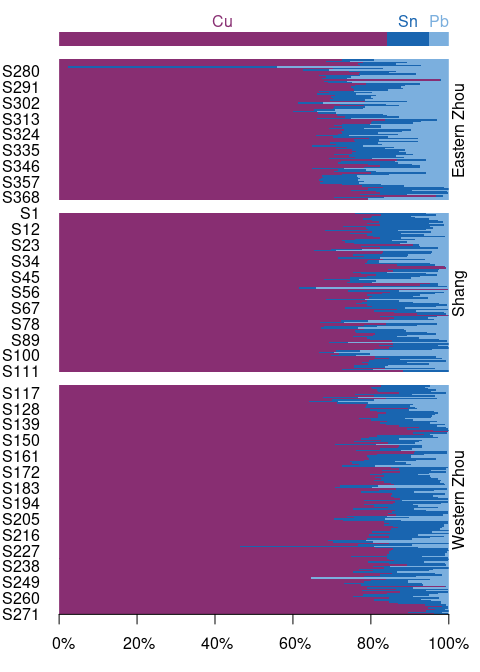 Cu Sn Pb
S280
S291
S302
S313
S324
S335
S346
S357
S368
Eastern Zhou
S1
S12
S23
S34
S45
S56
S67
S78
S89
S100
S111
Shang
S117
S128
S139
S150
S161
S172
S183
S194
S205
S216
S227
S238
S249
S260
S271
Western Zhou
0% 20% 40% 60% 80% 100%